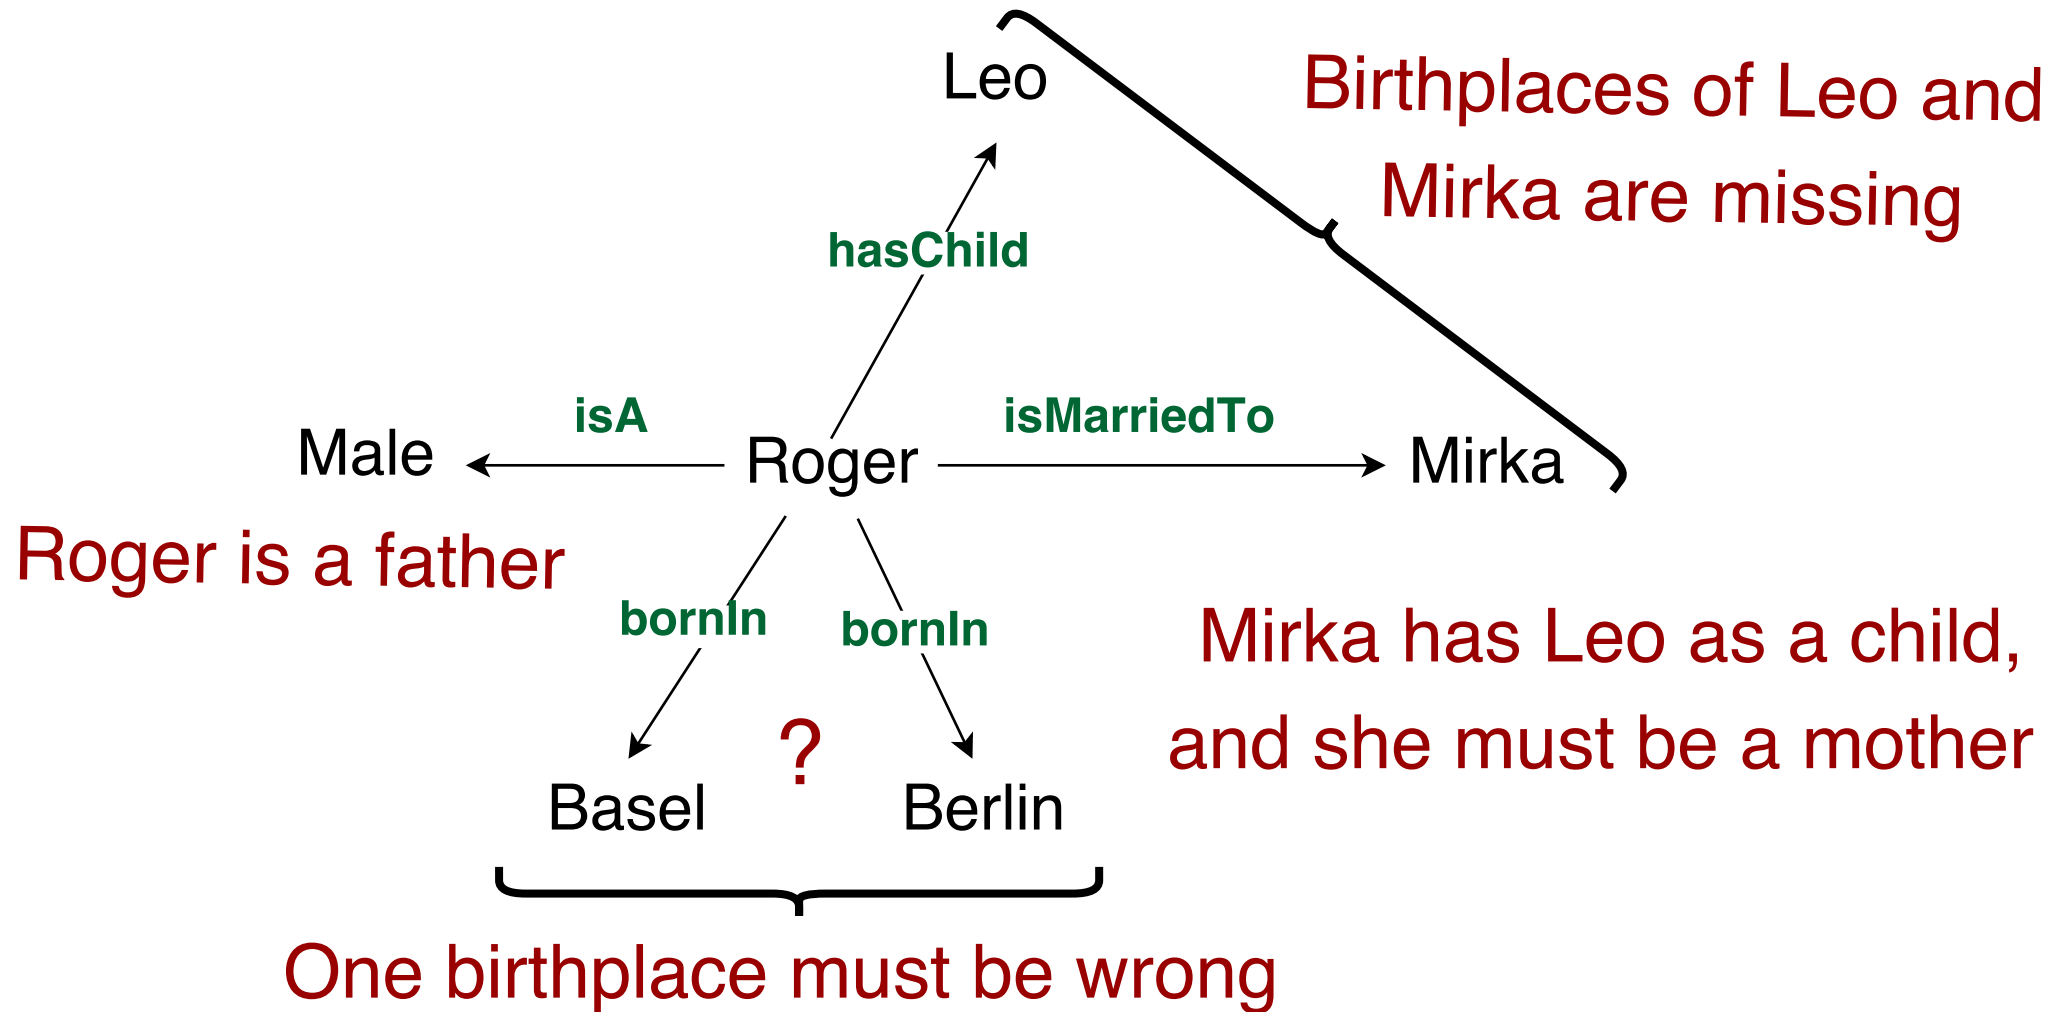 Leo
Birthplaces of Leo and
Mirka are missing
hasChild
isA
isMarriedTo
Male
Roger
Mirka
Roger is a father
bornIn
bornIn
Mirka has Leo as a child,
and she must be a mother
?
Basel
Berlin
One birthplace must be wrong